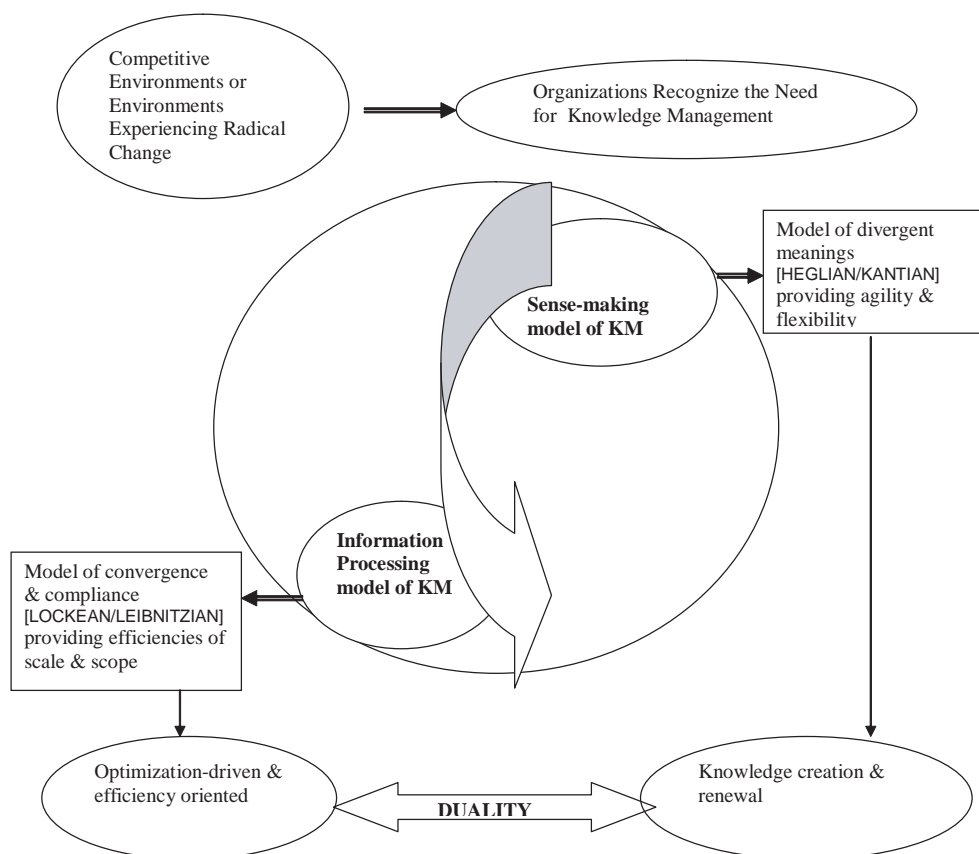 Competitive
Environments or
Environments
Experiencing Radical
Change
Organizations Recognize the Need
for Knowledge Management
Model of divergent
meanings
[HEGLIAN/KANTIAN]
providing agility &
flexibility
Sense-making
model of KM
Information
Processing
model of KM
Model of convergence
& compliance
[LOCKEAN/LEIBNITZIAN]
providing efficiencies of
scale & scope
Optimization-driven &
efficiency oriented
DUALITY
Knowledge creation &
renewal